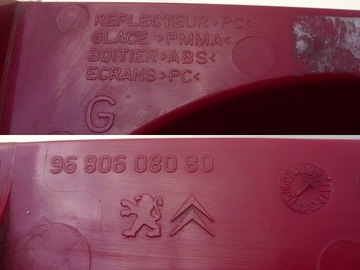 REFLECTEUR >PC<
GLACE >PMMA<
BOITIER >ABS<
ECRANS >PC<
G
96 806 080 80